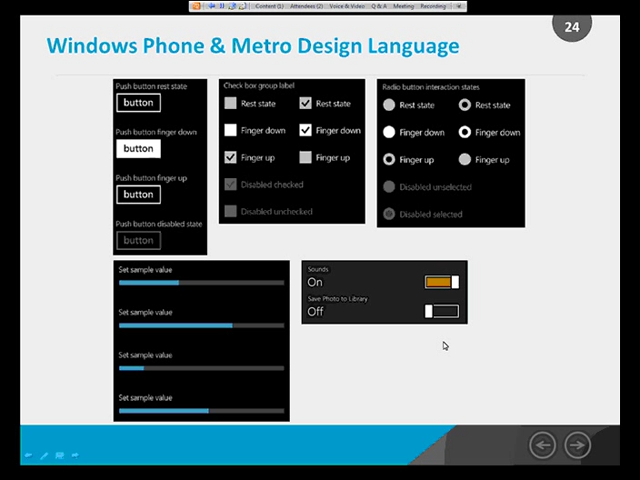 Content (1) Attendees (2) Voice & Video Q & A Meeting Recording
24
Windows Phone & Metro Design Language
Push button rest state
button
Push button finger down
button
Push button finger up
button
Push button disabled state
button
Check box group label
Rest state Rest state
Finger down Finger down
Finger up Finger up
Disabled checked
Disabled unchecked
Radio button interaction states
Rest state Rest state
Finger down Finger down
Finger up Finger up
Disabled unselected
Disabled selected
Set sample value
Set sample value
Set sample value
Set sample value
Sounds
On
Save Photo to Library
Off